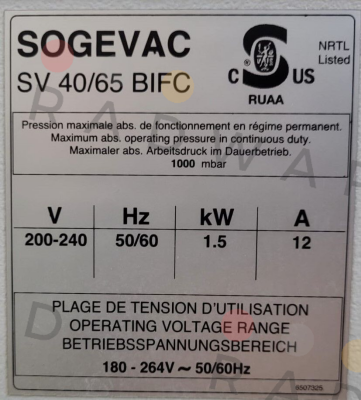 SOGEVAC
SV 40/65 BIFC
C US
NRTL
Listed
RUAA
Pression maximale abs. de fonctionnement en régime permanent.
Maximum abs. operating pressure in continuous duty.
Maximaler abs. Arbeitsdruck im Dauerbetrieb.
1000 mbar
V Hz kW A
200-240 50/60 1.5 12
PLAGE DE TENSION D'UTILISATION
OPERATING VOLTAGE RANGE
BETRIEBSSPANNUNGSBEREICH
180 - 264V ~ 50/60Hz